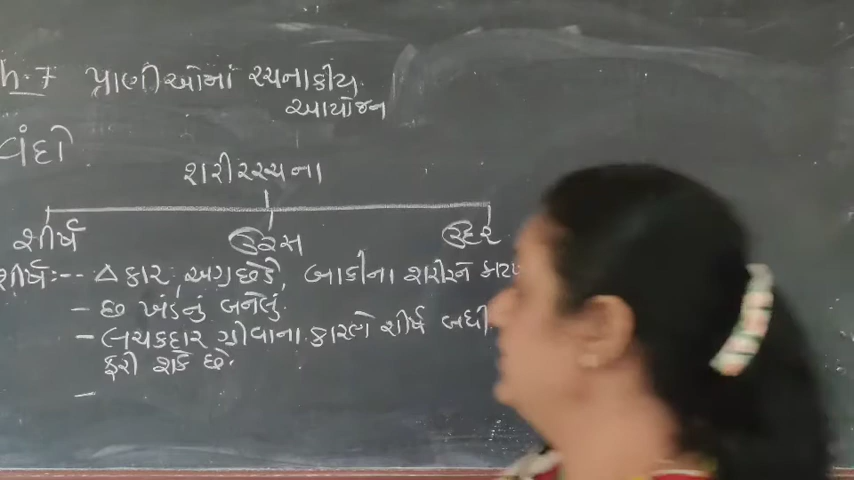 h.7 પ્રાણીઓમાં રચનાકીય
આયોજન
વંદો
શરીરરચના
શીર્ષ ઉરસ ઉદર
શીર્ષ:-- △ કાર, અગ્રછેડે, બાકીના શરીરને
- છ ખંડનું બનેલું.
- લચકદાર ગ્રીવાના કારણે શીર્ષ બધી
ફરી શકે છે.
-